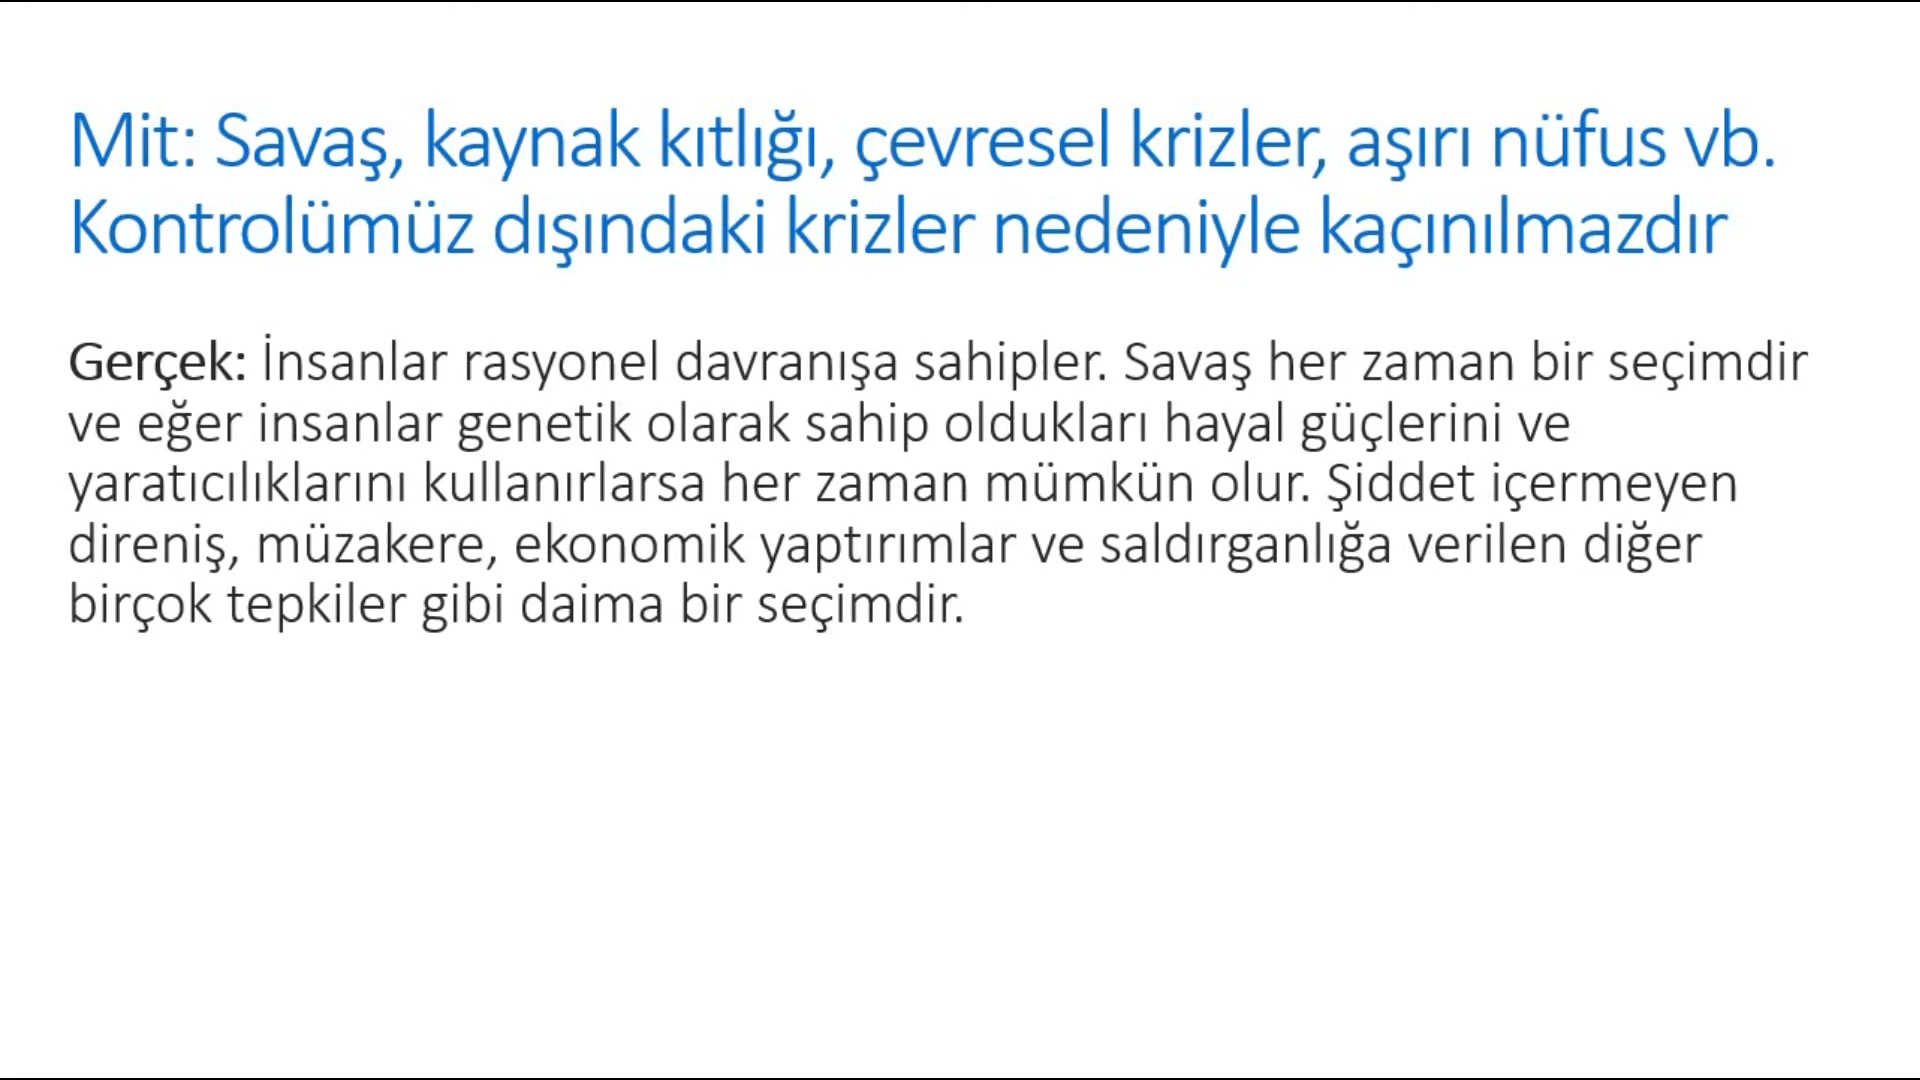 Mit: Savaş, kaynak kıtlığı, çevresel krizler, aşırı nüfus vb.
Kontrolümüz dışındaki krizler nedeniyle kaçınılmazdır
Gerçek: İnsanlar rasyonel davranışa sahipler. Savaş her zaman bir seçimdir
ve eğer insanlar genetik olarak sahip oldukları hayal güçlerini ve
yaratıcılıklarını kullanırlarsa her zaman mümkün olur. Şiddet içermeyen
direniş, müzakere, ekonomik yaptırımlar ve saldırganlığa verilen diğer
birçok tepkiler gibi daima bir seçimdir.